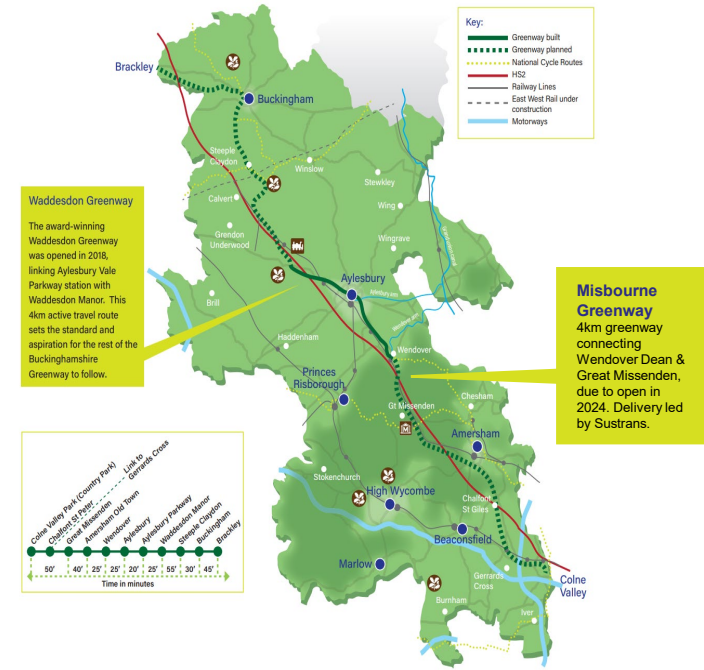 Key:
Greenway built
Greenway planned
National Cycle Routes
HS2
Railway Lines
East West Rail under
construction
Motorways
Brackley
Buckingham
Steeple
Claydon
Winslow
Stewkley
Calvert
Wing
Grendon
Underwood
Wingrave
Aylesbury
Aylesbury arm
Brill
Haddenham
Wendover arm
Wendover
Princes
Risborough
Chesham
Gt Missenden
Amersham
Stokenchurch
High Wycombe
Chalfont
St Giles
Beaconsfield
Marlow
Gerrards
Cross
Colne
Valley
Burnham
Iver
Waddesdon Greenway
The award-winning
Waddesdon Greenway
was opened in 2018,
linking Aylesbury Vale
Parkway station with
Waddesdon Manor. This
4km active travel route
sets the standard and
aspiration for the rest of the
Buckinghamshire
Greenway to follow.
Misbourne
Greenway
4km greenway
connecting
Wendover Dean &
Great Missenden,
due to open in
2024. Delivery led
by Sustrans.
Colne Valley Park (Country Park)
Chalfont St Peter
Link to
Gerrards Cross
Great Missenden
Amersham Old Town
Wendover
Aylesbury
Aylesbury Parkway
Waddesdon Manor
Steeple Claydon
Buckingham
Brackley
50' 40' 25' 25' 20' 25' 55' 30' 45'
Time in minutes